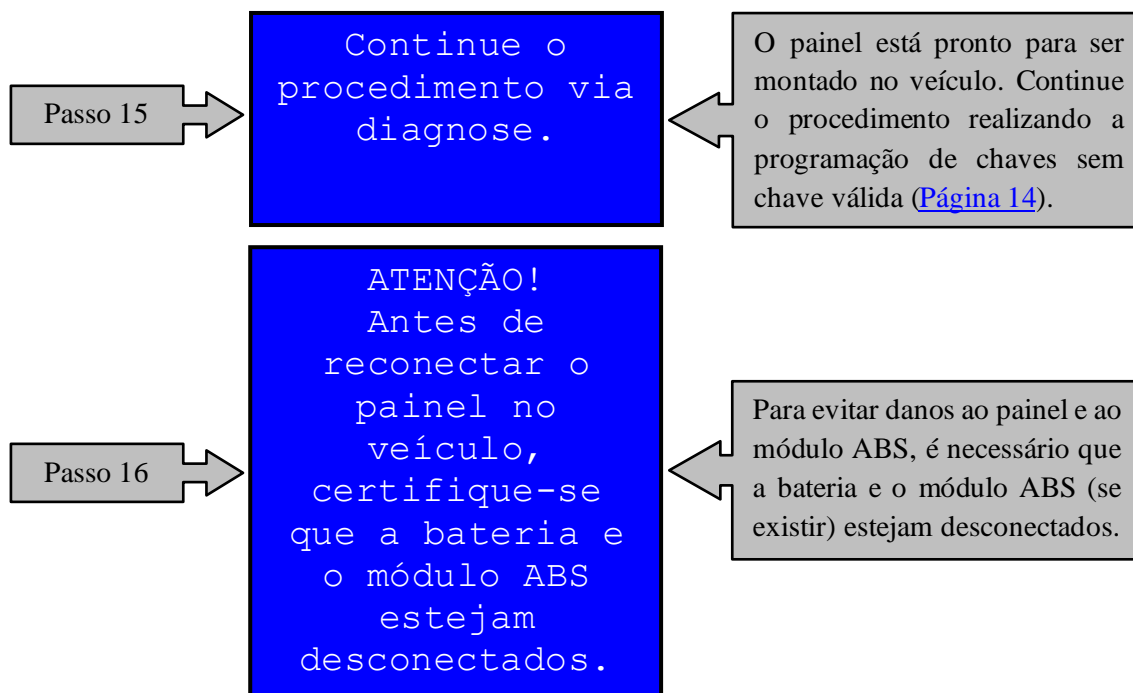 Passo 15
Continue o
procedimento via
diagnose.
O painel está pronto para ser
montado no veículo. Continue
o procedimento realizando a
programação de chaves sem
chave válida (Página 14).
Passo 16
ATENÇÃO!
Antes de
reconectar o
painel no
veículo,
certifique-se
que a bateria e
o módulo ABS
estejam
desconectados.
Para evitar danos ao painel e ao
módulo ABS, é necessário que
a bateria e o módulo ABS (se
existir) estejam desconectados.